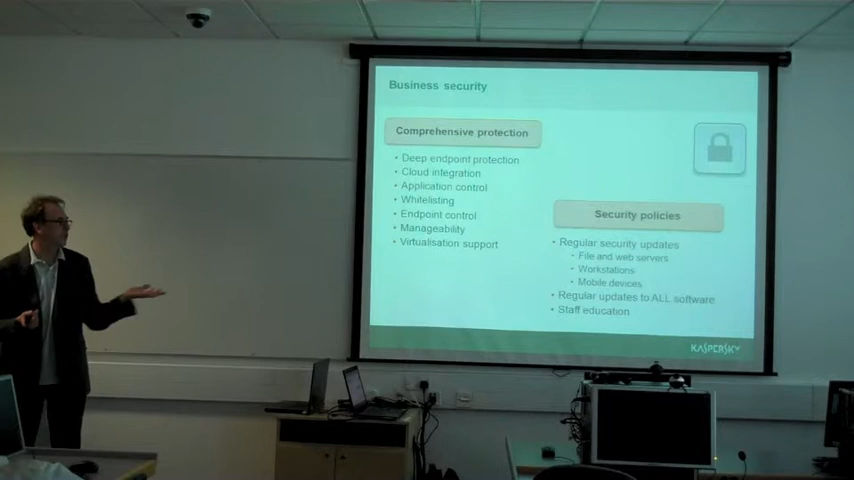 Business security
Comprehensive protection
• Deep endpoint protection
• Cloud integration
• Application control
• Whitelisting
• Endpoint control
• Manageability
• Virtualisation support
Security policies
• Regular security updates
• File and web servers
• Workstations
• Mobile devices
• Regular updates to ALL software
• Staff education
KASPERSKY